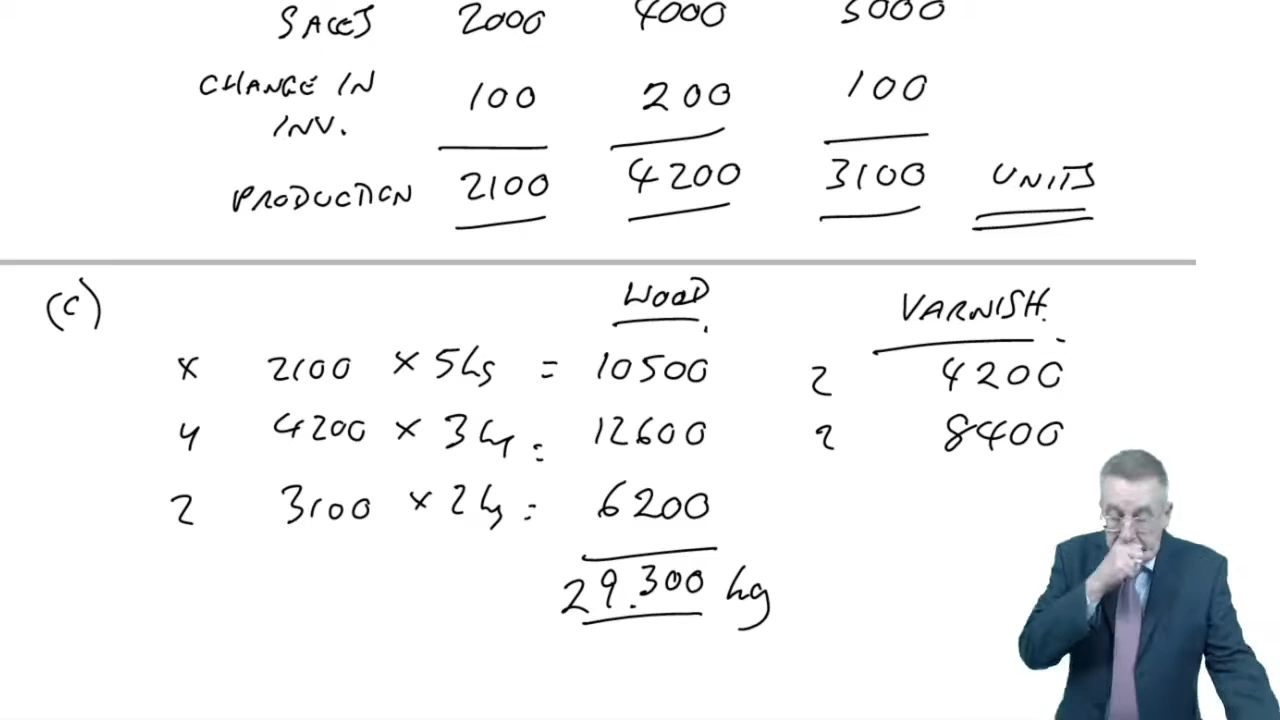 SALES 2000 4000 3000
CHANGE IN 100 200 100
INV.
PRODUCTION 2100 4200 3100 UNITS
(c) WOOD VARNISH.
X 2100 × 5kg = 10500 2 4200
Y 4200 × 3kg = 12600 2 8400
Z 3100 × 2kg = 6200
29.300 kg